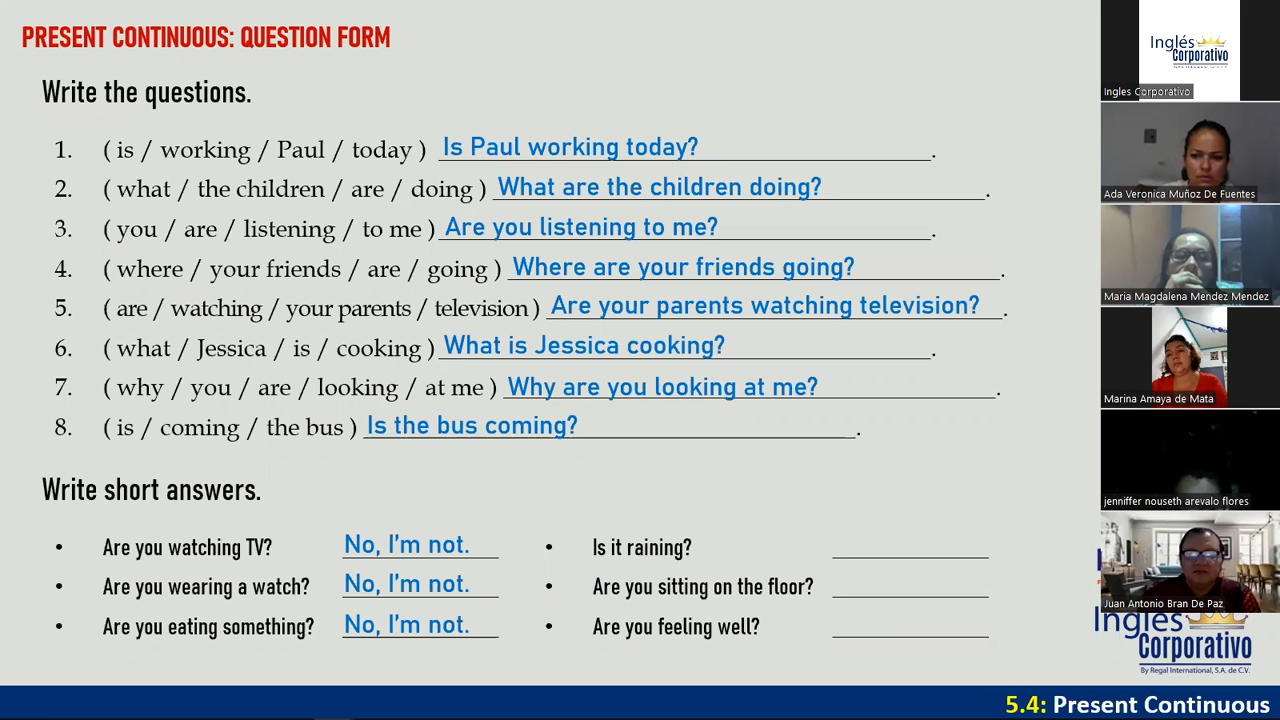 PRESENT CONTINUOUS: QUESTION FORM
Write the questions.
1. ( is / working / Paul / today ) Is Paul working today? .
2. ( what / the children / are / doing ) What are the children doing? .
3. ( you / are / listening / to me ) Are you listening to me? .
4. ( where / your friends / are / going ) Where are your friends going? .
5. ( are / watching / your parents / television ) Are your parents watching television? .
6. ( what / Jessica / is / cooking ) What is Jessica cooking? .
7. ( why / you / are / looking / at me ) Why are you looking at me? .
8. ( is / coming / the bus ) Is the bus coming? .
Write short answers.
• Are you watching TV? No, I'm not.
• Are you wearing a watch? No, I'm not.
• Are you eating something? No, I'm not.
• Is it raining?
• Are you sitting on the floor?
• Are you feeling well?
Inglés
Corporativo
Ingles Corporativo
Ada Veronica Muñoz De Fuentes
Maria Magdalena Mendez Mendez
Marina Amaya de Mata
jenniffer nouseth arevalo flores
Juan Antonio Bran De Paz
Inglés
Corporativo
By Regal International, S.A. de C.V.
5.4: Present Continuous